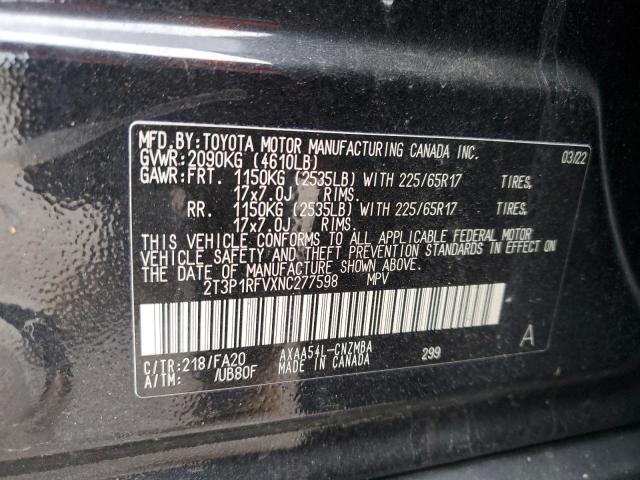 MFD.BY:TOYOTA MOTOR MANUFACTURING CANADA INC. 03/22
GVWR:2090KG (4610LB)
GAWR:FRT. 1150KG (2535LB) WITH 225/65R17 TIRES,
17x7.0J RIMS.
RR. 1150KG (2535LB) WITH 225/65R17 TIRES,
17x7.0J RIMS.
THIS VEHICLE CONFORMS TO ALL APPLICABLE FEDERAL MOTOR
VEHICLE SAFETY AND THEFT PREVENTION STANDARDS IN EFFECT ON
THE DATE OF MANUFACTURE SHOWN ABOVE.
2T3P1RFVXNC277598 MPV
C/TR:218/FA20 AXAA54L-CNZMBA A
A/TM: /UB80F MADE IN CANADA 299